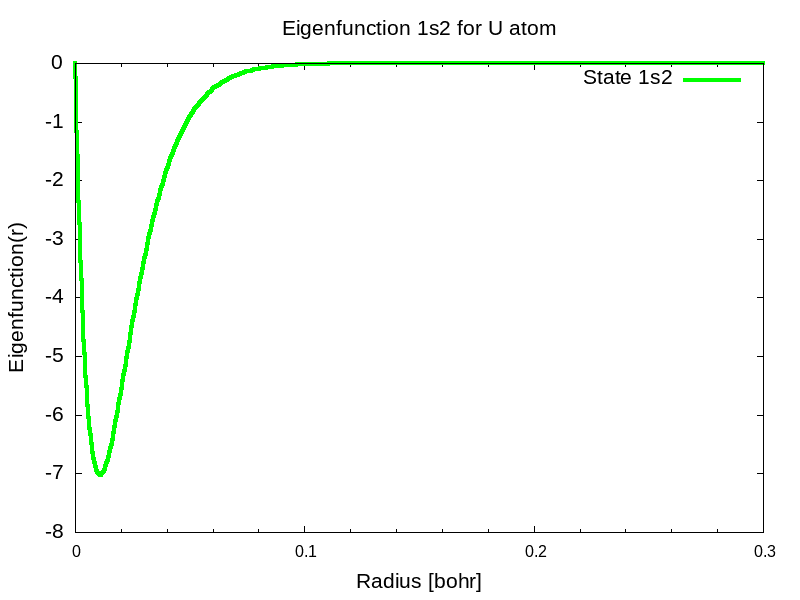 Eigenfunction 1s2 for U atom
State 1s2
0
-1
-2
-3
-4
-5
-6
-7
-8
Eigenfunction(r)
0 0.1 0.2 0.3
Radius [bohr]